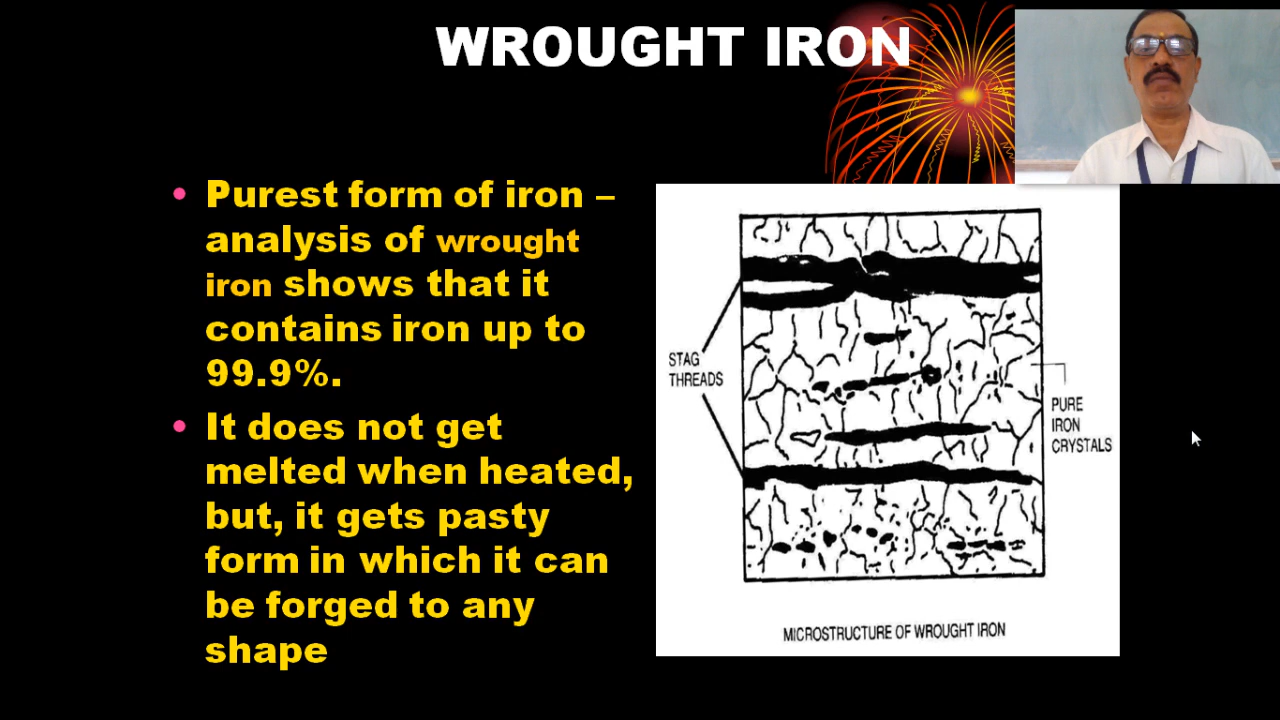 WROUGHT IRON
• Purest form of iron –
analysis of wrought
iron shows that it
contains iron up to
99.9%.
• It does not get
melted when heated,
but, it gets pasty
form in which it can
be forged to any
shape
STAG
THREADS
PURE
IRON
CRYSTALS
MICROSTRUCTURE OF WROUGHT IRON